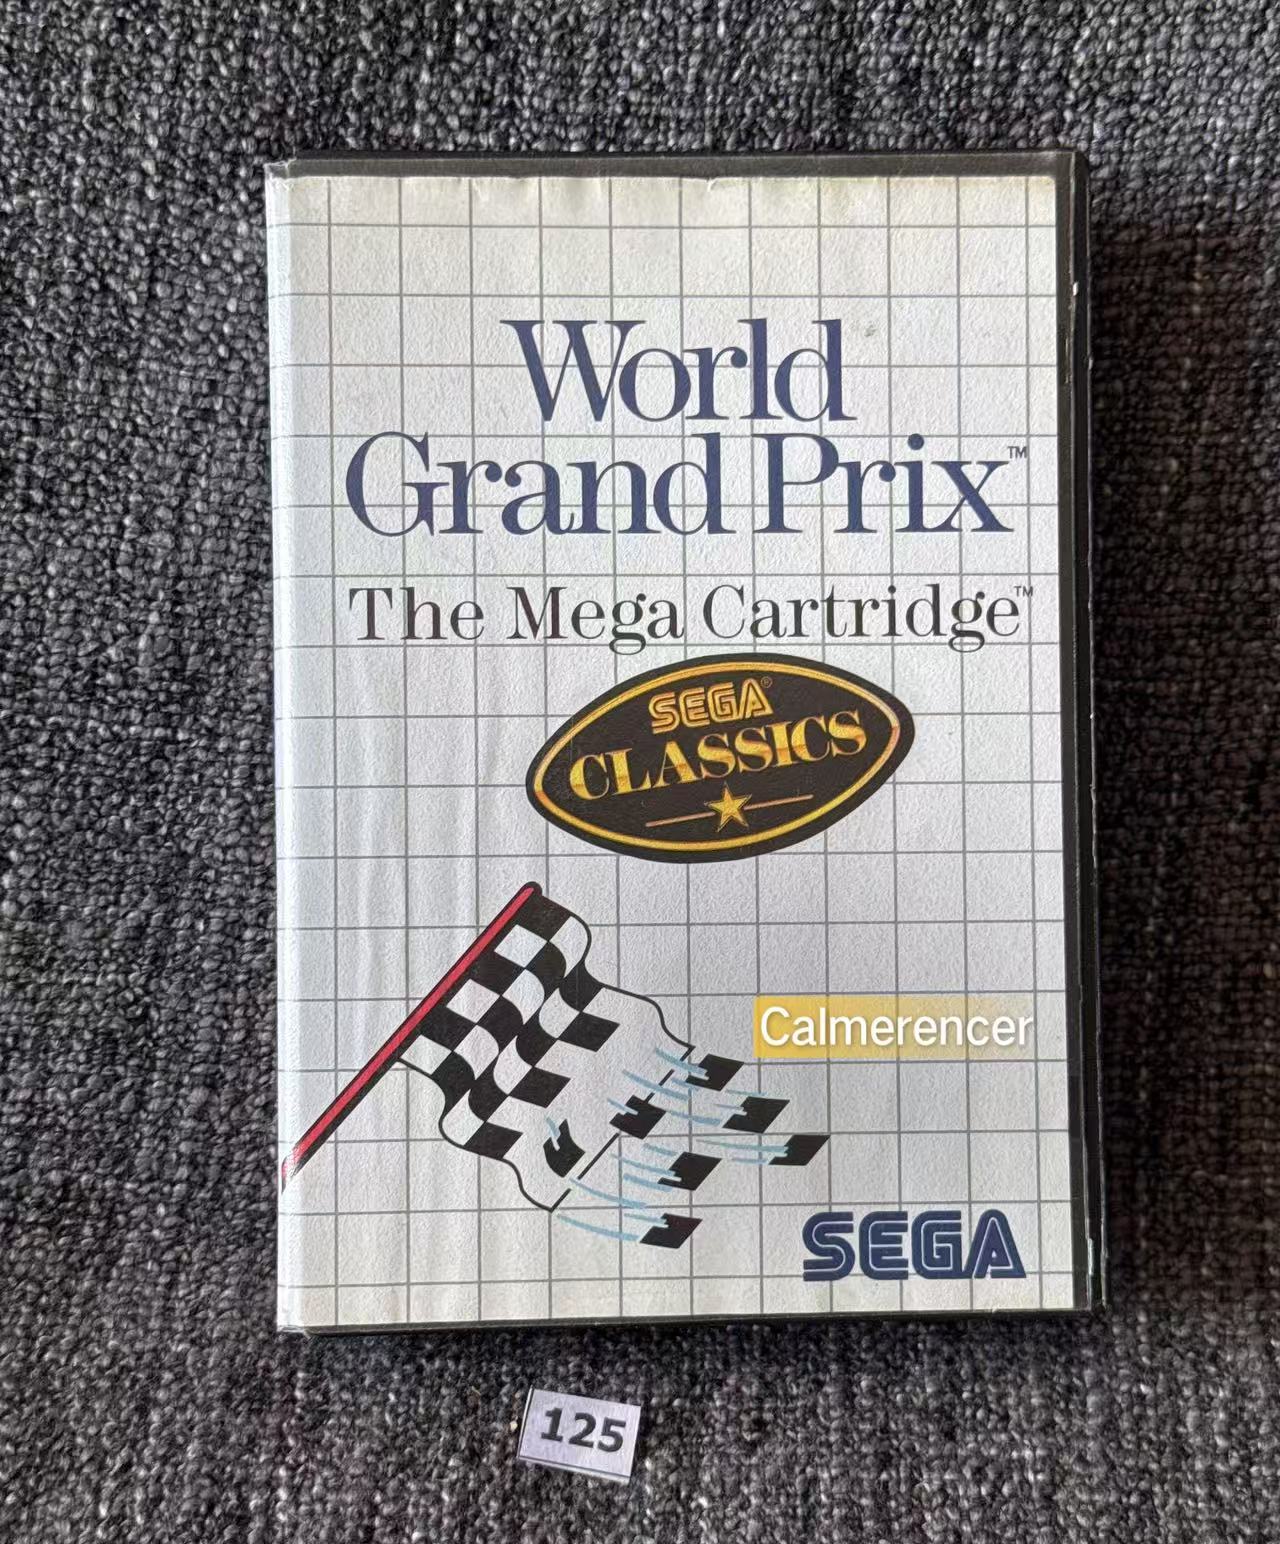 World
Grand Prix™
The Mega Cartridge™
SEGA®
CLASSICS
Calmerencer
SEGA
125